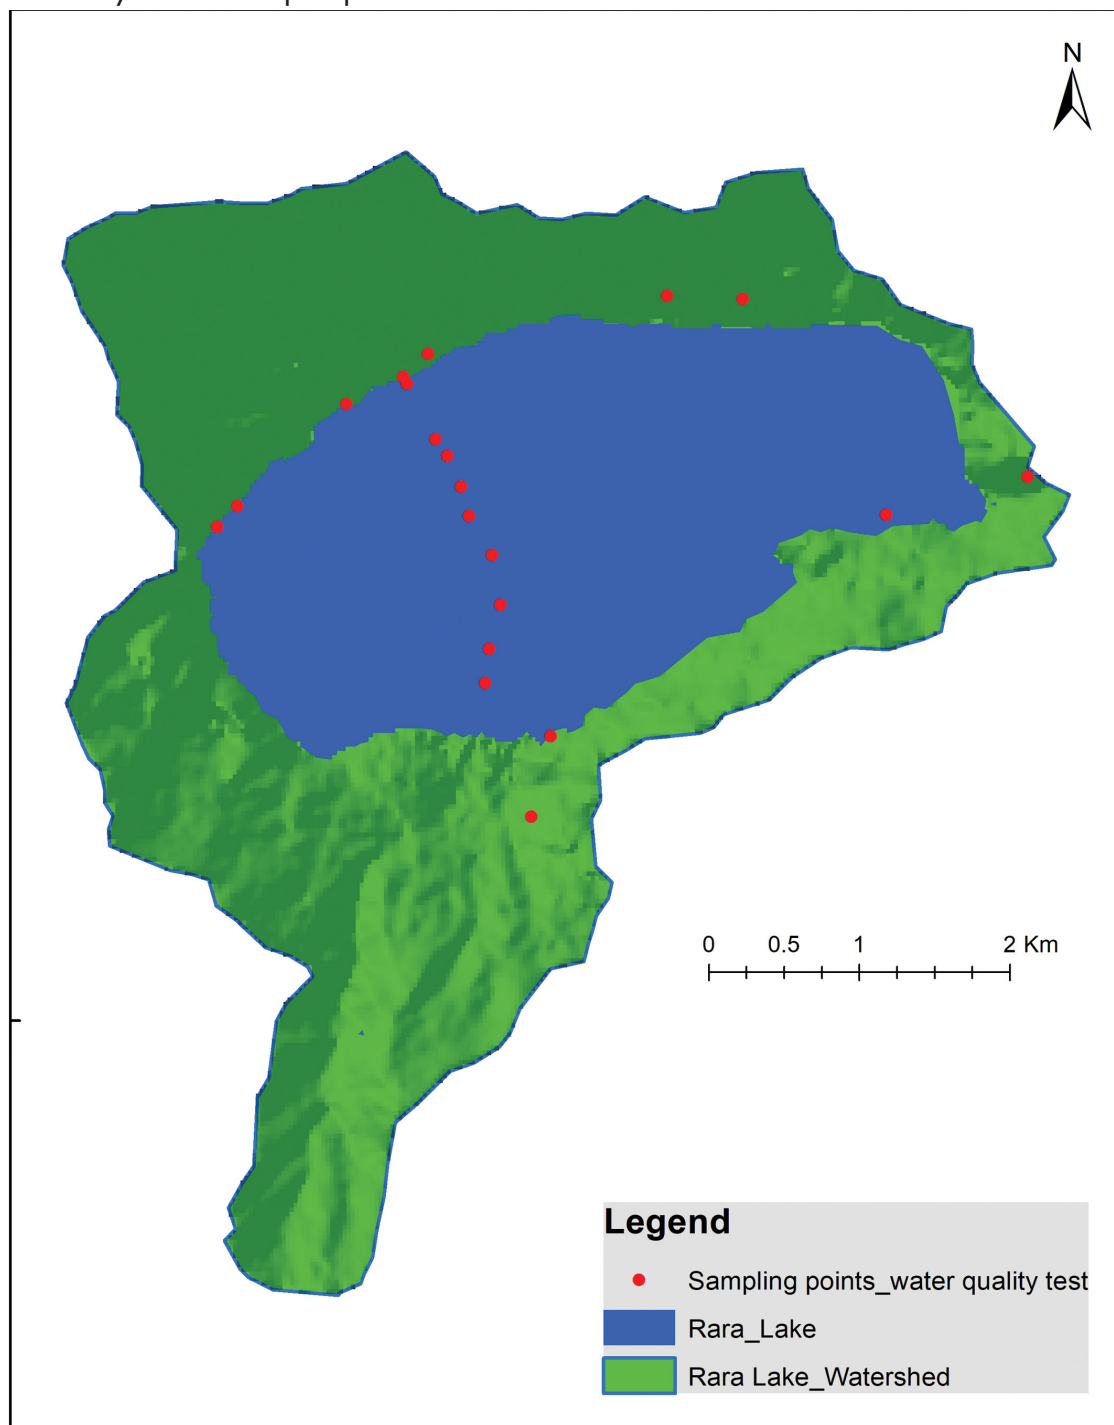 N
0 0.5 1 2 Km
Legend
Sampling points_water quality test
Rara_Lake
Rara Lake_Watershed